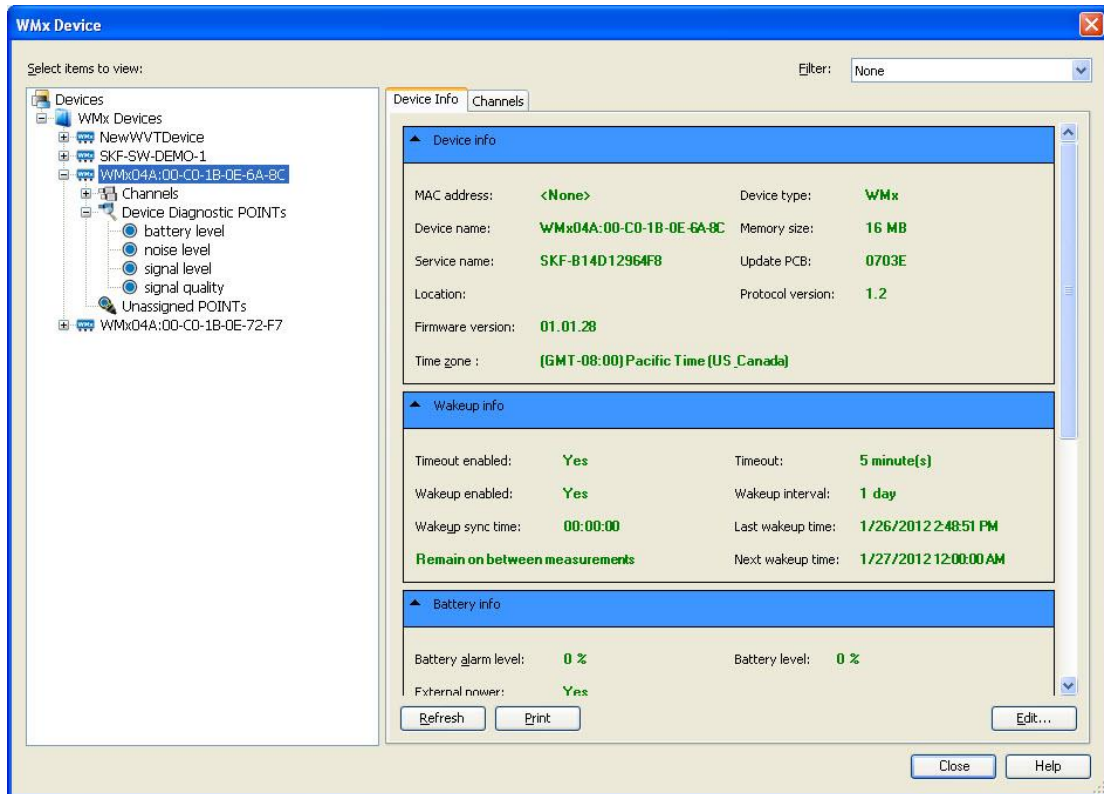 WMx Device
Select items to view:
Filter: None
Devices
WMx Devices
NewWVTDevice
SKF-SW-DEMO-1
WMx04A:00-C0-1B-0E-6A-8C
Channels
Device Diagnostic POINTs
battery level
noise level
signal level
signal quality
Unassigned POINTs
WMx04A:00-C0-1B-0E-72-F7
Device Info Channels
Device info
MAC address: <None> Device type: WMx
Device name: WMx04A:00-C0-1B-0E-6A-8C Memory size: 16 MB
Service name: SKF-B14D12964F8 Update PCB: 0703E
Location: Protocol version: 1.2
Firmware version: 01.01.28
Time zone : (GMT-08:00) Pacific Time (US_Canada)
Wakeup info
Timeout enabled: Yes Timeout: 5 minute(s)
Wakeup enabled: Yes Wakeup interval: 1 day
Wakeup sync time: 00:00:00 Last wakeup time: 1/26/2012 2:48:51 PM
Remain on between measurements Next wakeup time: 1/27/2012 12:00:00 AM
Battery info
Battery alarm level: 0 % Battery level: 0 %
External power: Yes
Refresh Print Edit...
Close Help